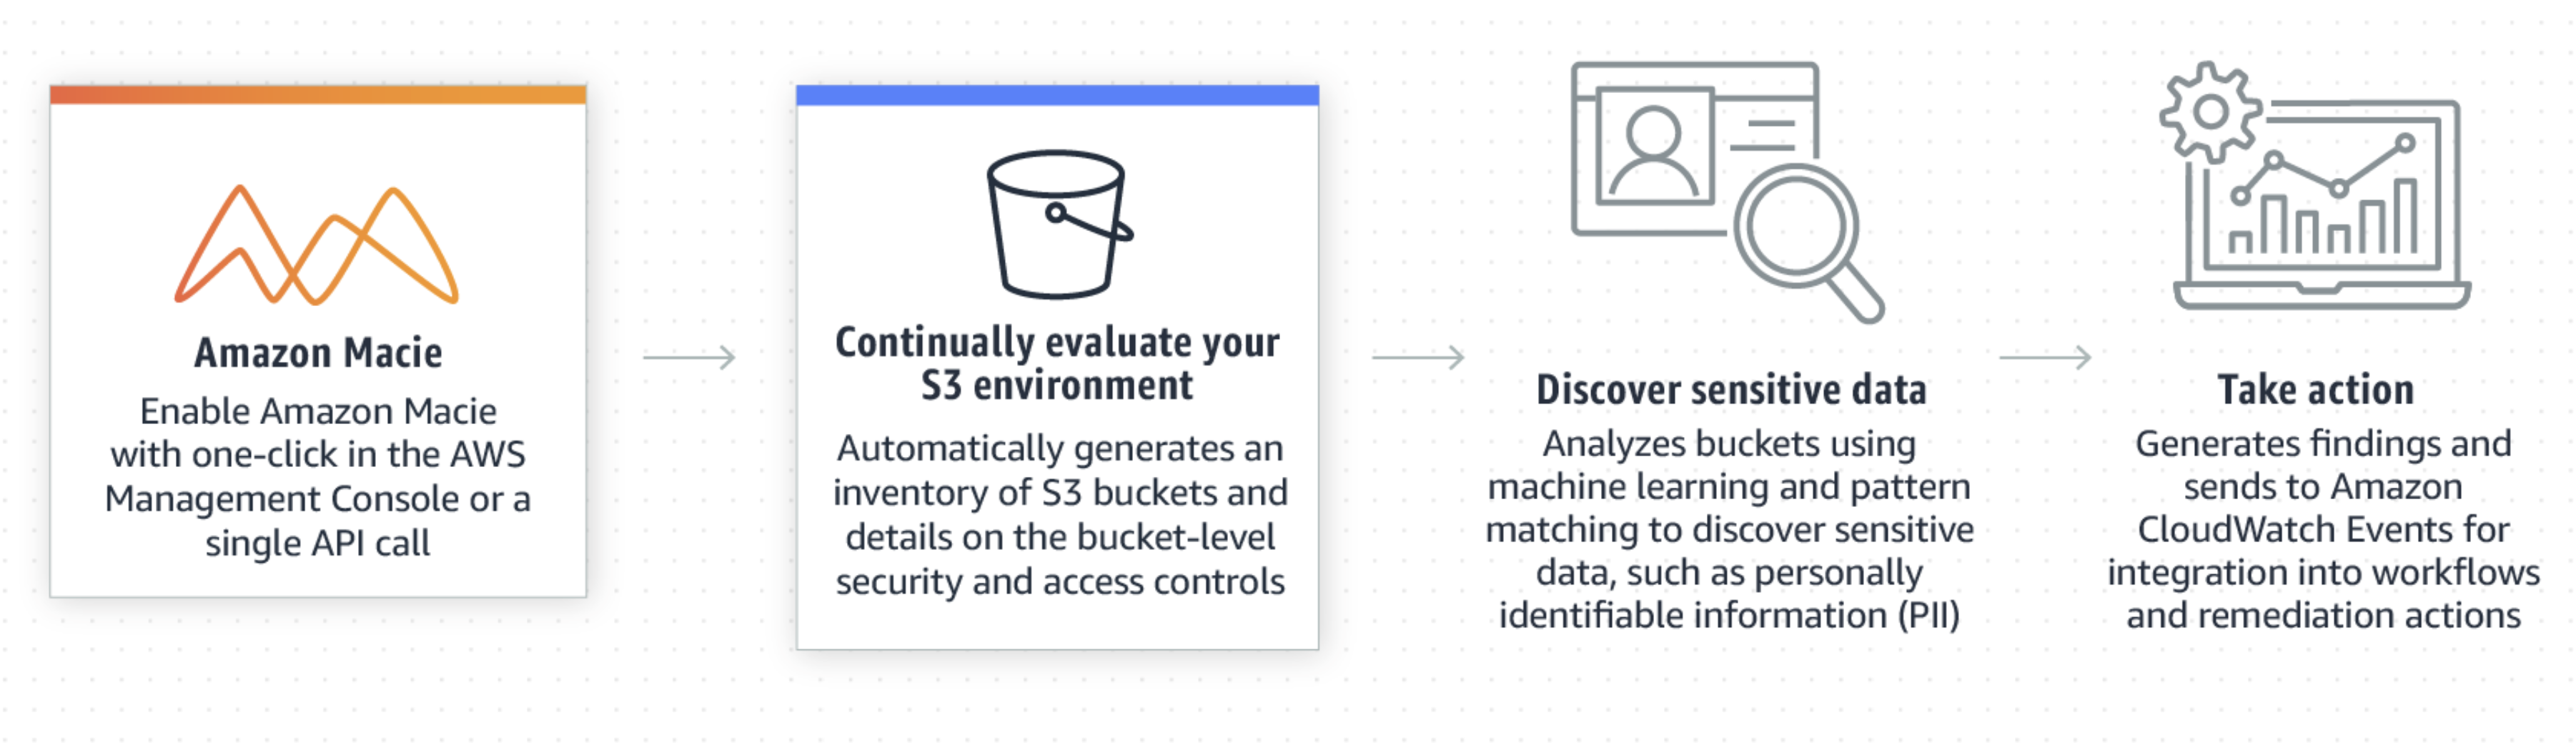 Amazon Macie
Enable Amazon Macie
with one-click in the AWS
Management Console or a
single API call
Continually evaluate your
S3 environment
Automatically generates an
inventory of S3 buckets and
details on the bucket-level
security and access controls
Discover sensitive data
Analyzes buckets using
machine learning and pattern
matching to discover sensitive
data, such as personally
identifiable information (PII)
Take action
Generates findings and
sends to Amazon
CloudWatch Events for
integration into workflows
and remediation actions